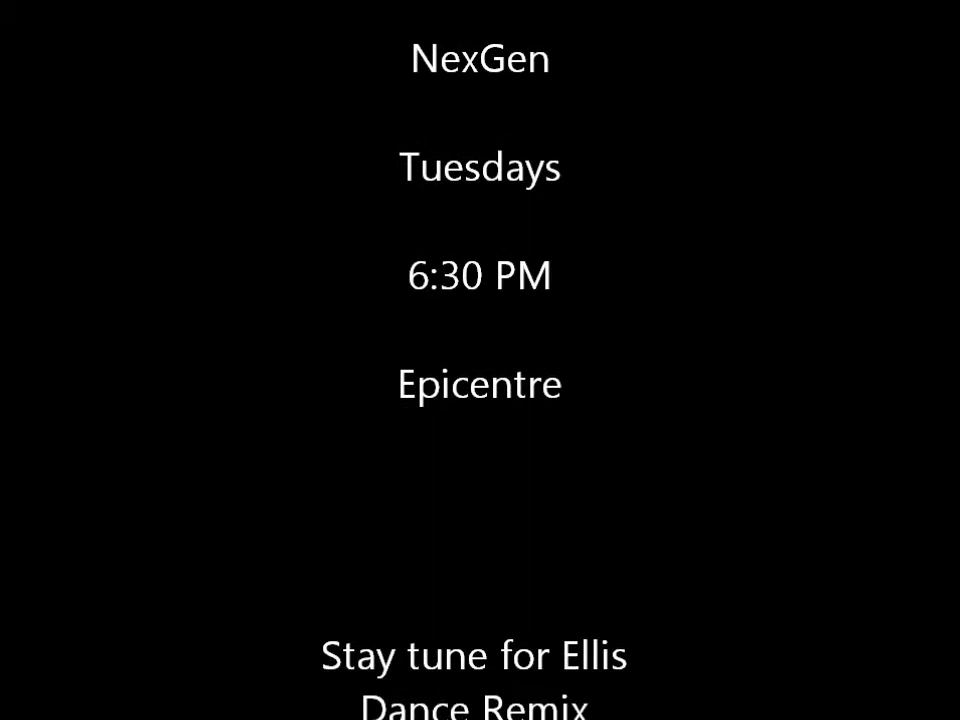 NexGen
Tuesdays
6:30 PM
Epicentre
Stay tune for Ellis
Dance Remix